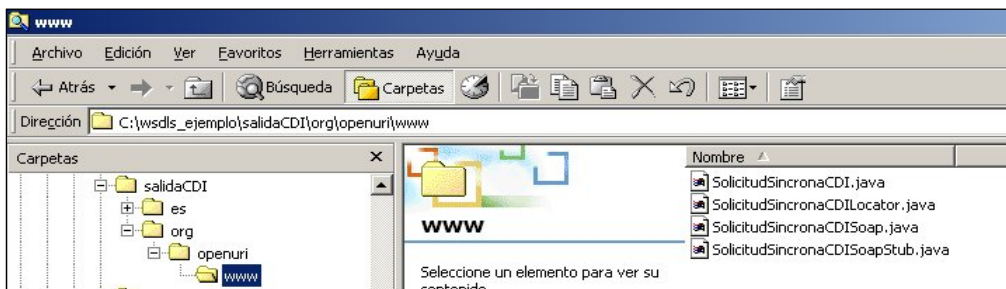 www
Archivo Edición Ver Favoritos Herramientas Ayuda
Atrás Búsqueda Carpetas
Dirección C:\wsdls_ejemplo\salidaCDI\org\openuri\www
Carpetas
salidaCDI
es
org
openuri
www
www
Seleccione un elemento para ver su
contenido
Nombre
SolicitudSincronaCDI.java
SolicitudSincronaCDILocator.java
SolicitudSincronaCDISoap.java
SolicitudSincronaCDISoapStub.java